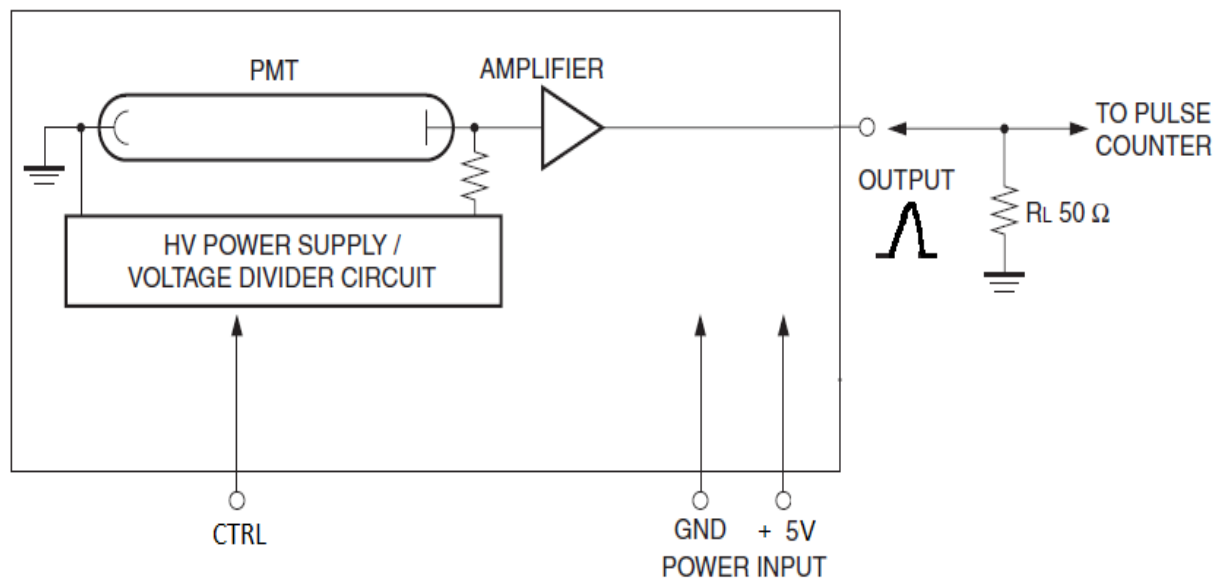 PMT
AMPLIFIER
TO PULSE
COUNTER
OUTPUT
RL 50 Ω
HV POWER SUPPLY /
VOLTAGE DIVIDER CIRCUIT
CTRL
GND
+ 5V
POWER INPUT